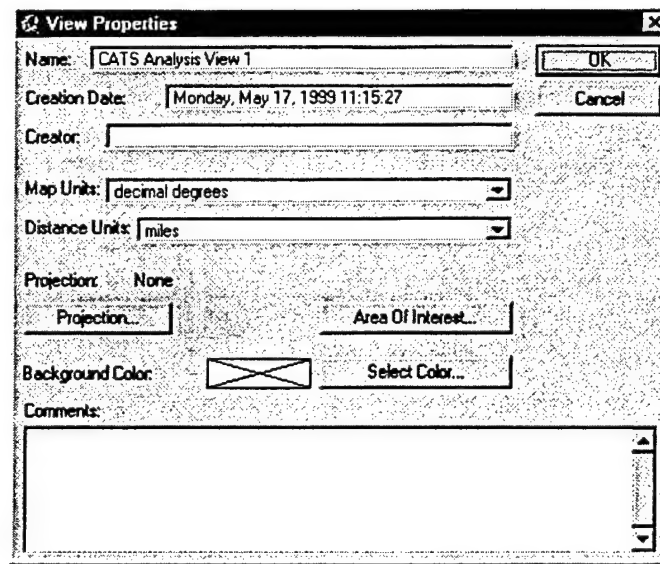 View Properties
Name: CATS Analysis View 1
OK
Creation Date: Monday, May 17, 1999 11:15:27
Cancel
Creator:
Map Units: decimal degrees
Distance Units: miles
Projection: None
Projection...
Area Of Interest...
Background Color:
Select Color...
Comments: